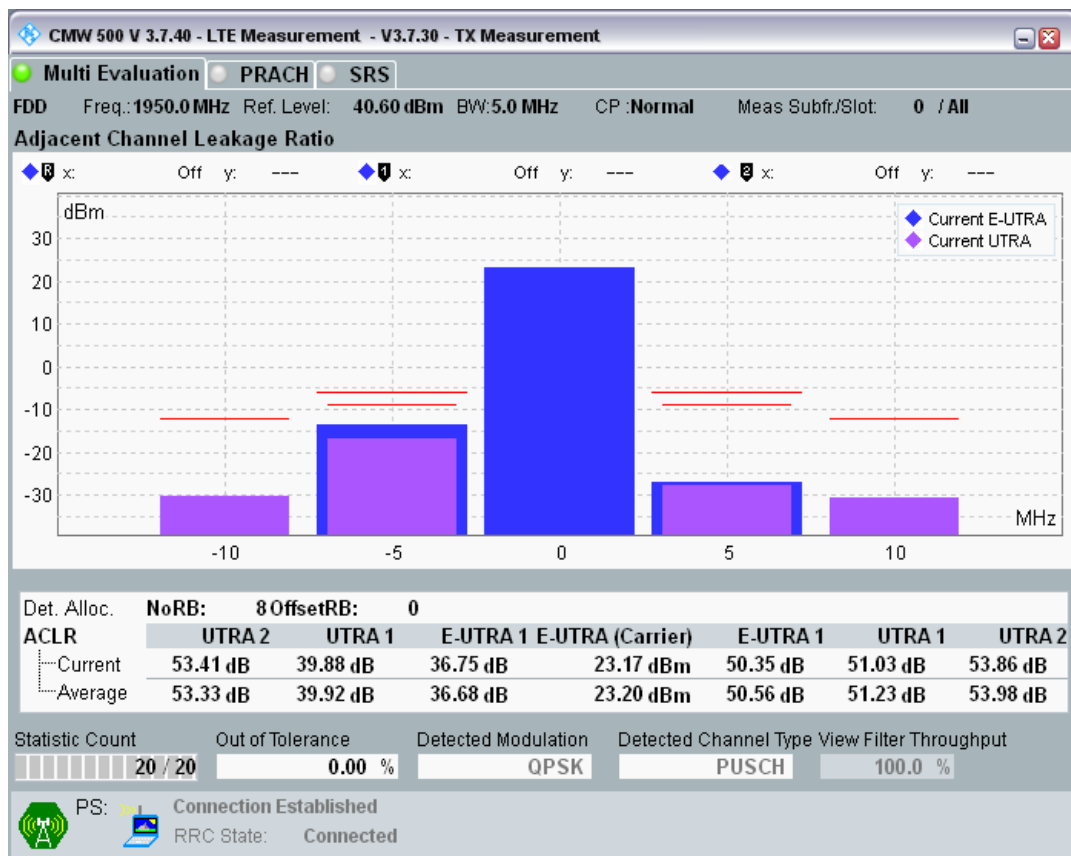 CMW 500 V 3.7.40 - LTE Measurement - V3.7.30 - TX Measurement
Multi Evaluation PRACH SRS
FDD Freq.:1950.0 MHz Ref. Level: 40.60 dBm BW:5.0 MHz CP :Normal Meas Subfr./Slot: 0 / All
Adjacent Channel Leakage Ratio
R x: Off y: --- 1 x: Off y: --- 2 x: Off y: ---
dBm
Current E-UTRA
Current UTRA
30
20
10
0
-10
-20
-30
MHz
-10 -5 0 5 10
Det. Alloc. NoRB: 8 OffsetRB: 0
ACLR UTRA 2 UTRA 1 E-UTRA 1 E-UTRA (Carrier) E-UTRA 1 UTRA 1 UTRA 2
Current 53.41 dB 39.88 dB 36.75 dB 23.17 dBm 50.35 dB 51.03 dB 53.86 dB
Average 53.33 dB 39.92 dB 36.68 dB 23.20 dBm 50.56 dB 51.23 dB 53.98 dB
Statistic Count Out of Tolerance Detected Modulation Detected Channel Type View Filter Throughput
20 / 20 0.00 % QPSK PUSCH 100.0 %
PS: Connection Established
RRC State: Connected